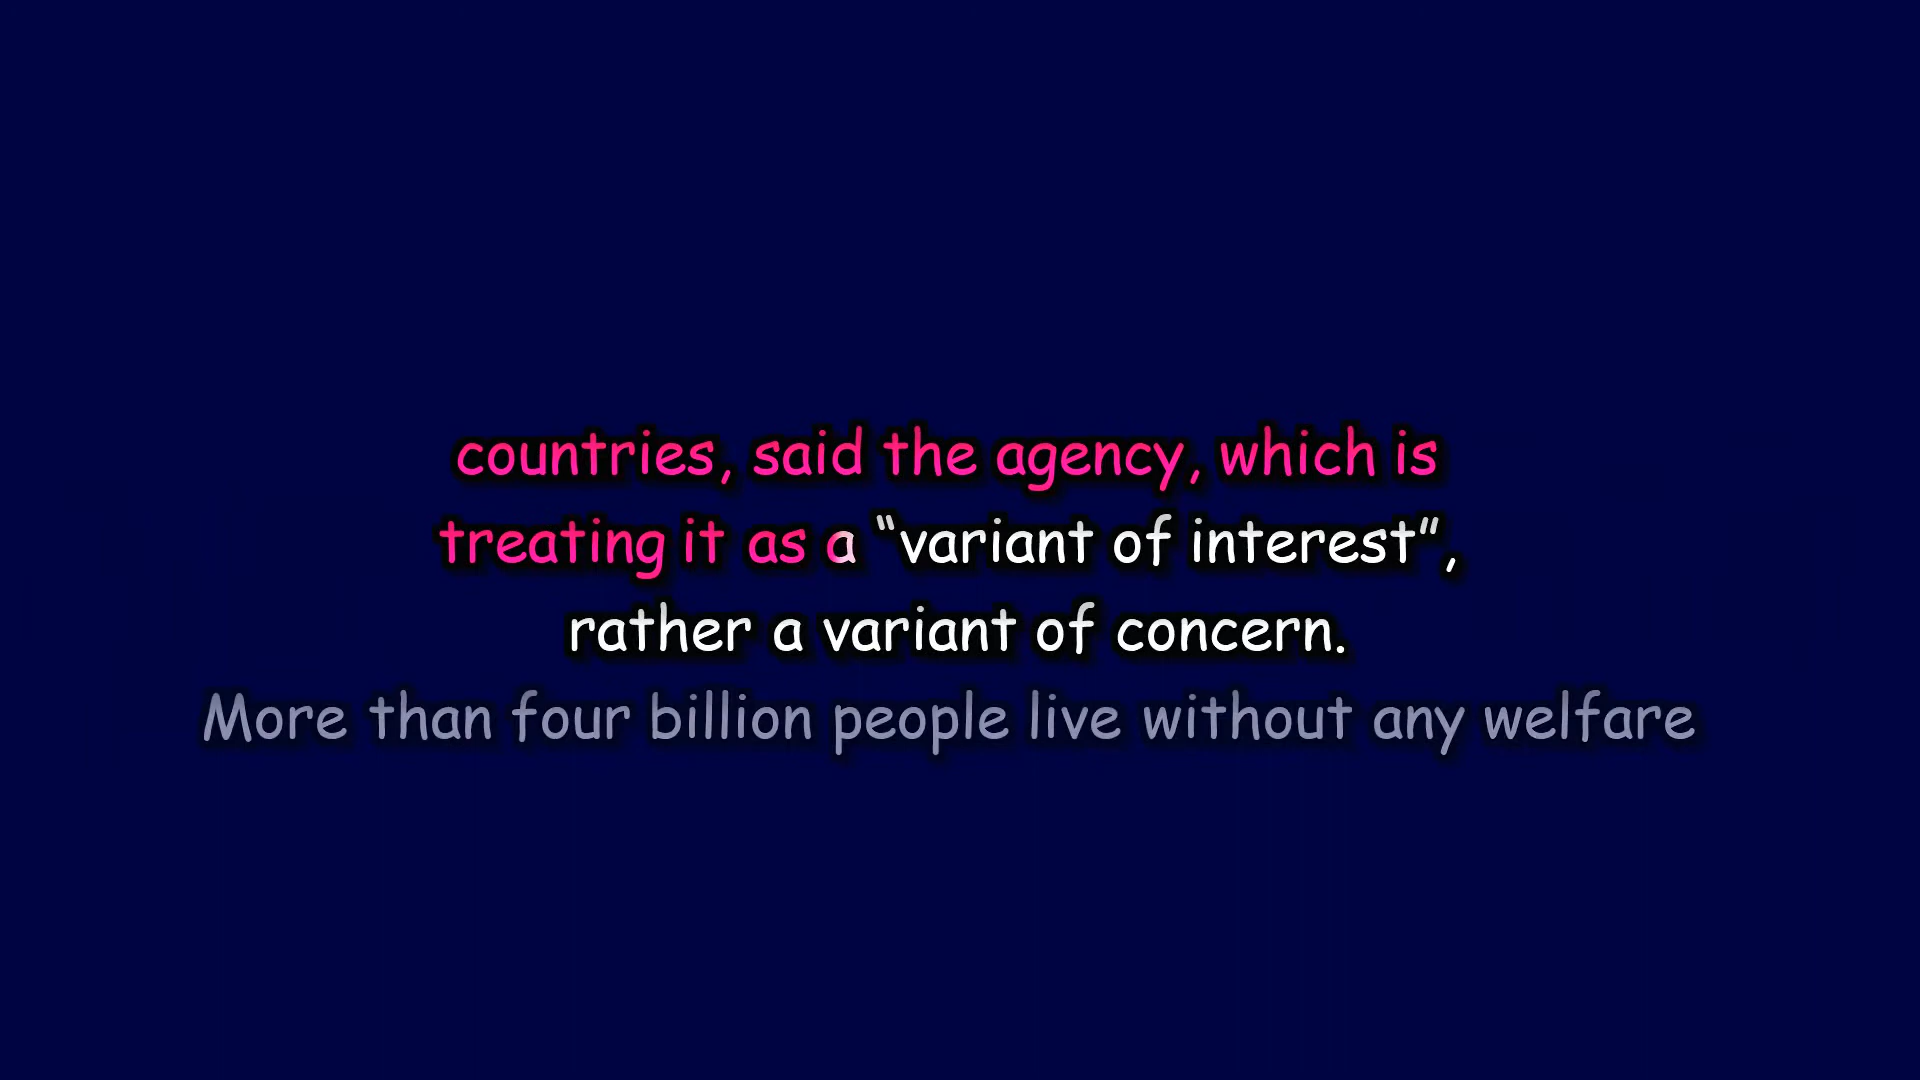 countries, said the agency, which is
treating it as a “variant of interest”,
rather a variant of concern.
More than four billion people live without any welfare